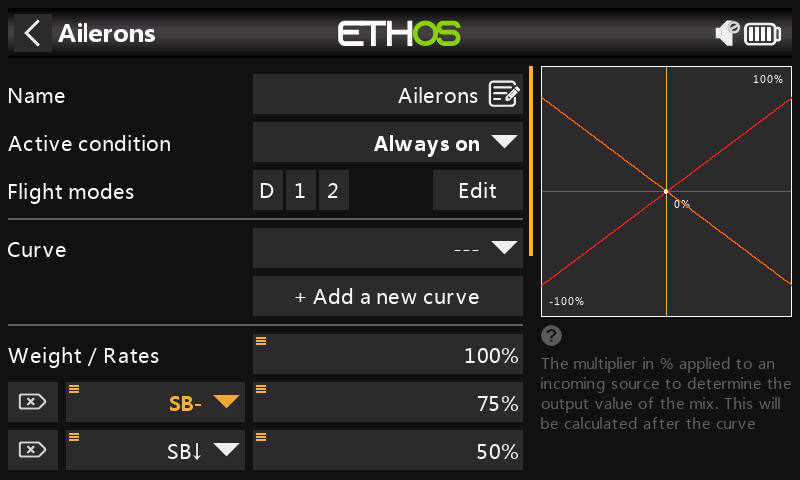 Ailerons
ETHOS
Name
Ailerons
Active condition
Always on
Flight modes
D 1 2
Edit
Curve
---
+ Add a new curve
Weight / Rates
100%
SB-
75%
SB↓
50%
100%
0%
-100%
?
The multiplier in % applied to an
incoming source to determine the
output value of the mix. This will
be calculated after the curve